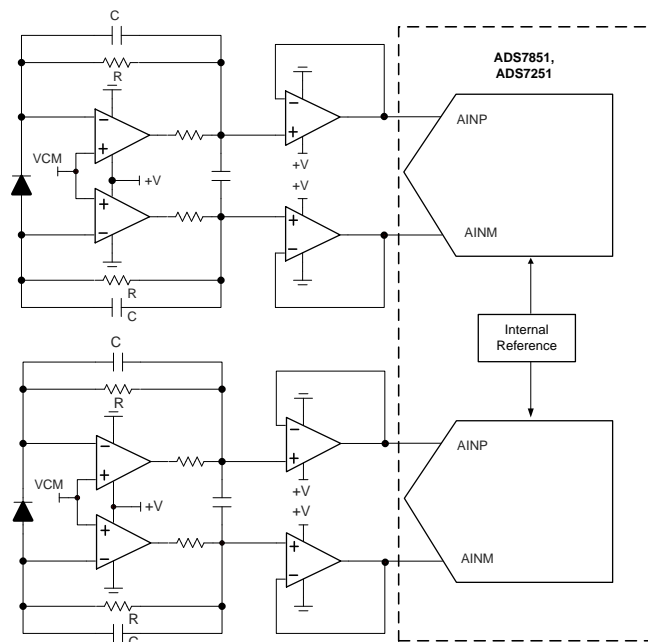 C
R
ADS7851,
ADS7251
AINP
VCM
+V
+V
+V
AINM
R
C
Internal
Reference
C
R
AINP
VCM
+V
+V
+V
AINM
R
C